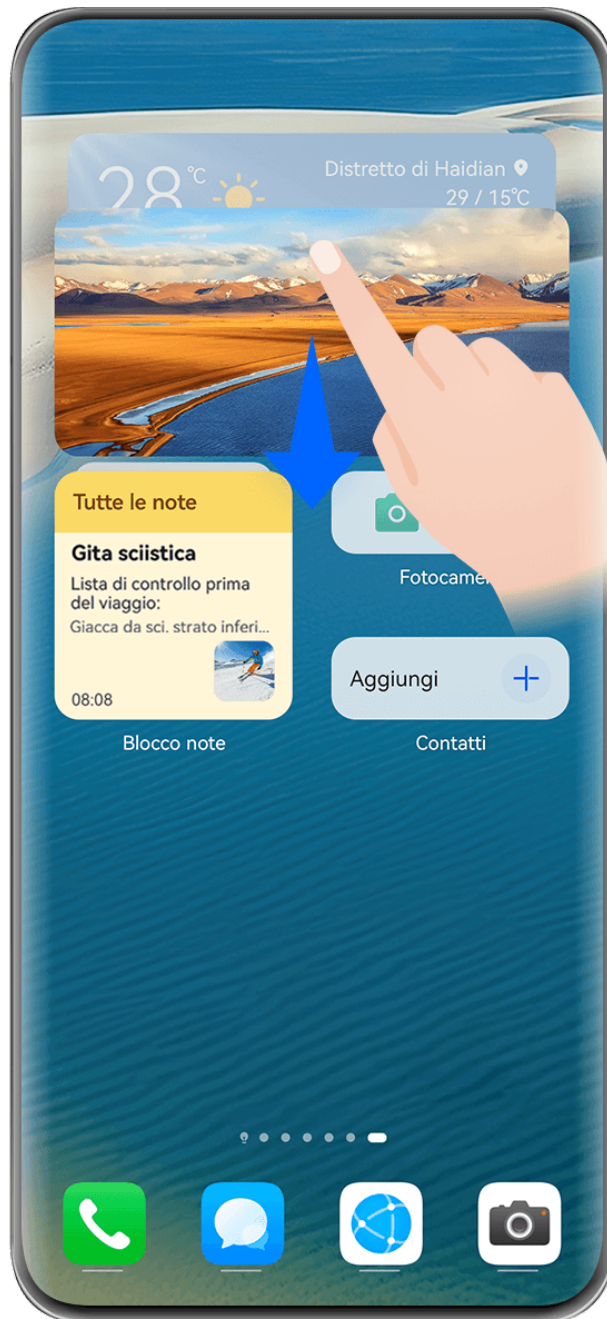 28°C
Distretto di Haidian
29 / 15°C
Tutte le note
Gita sciistica
Lista di controllo prima
del viaggio:
Giacca da sci. strato inferi...
08:08
Blocco note
Fotocamer
Aggiungi
Contatti